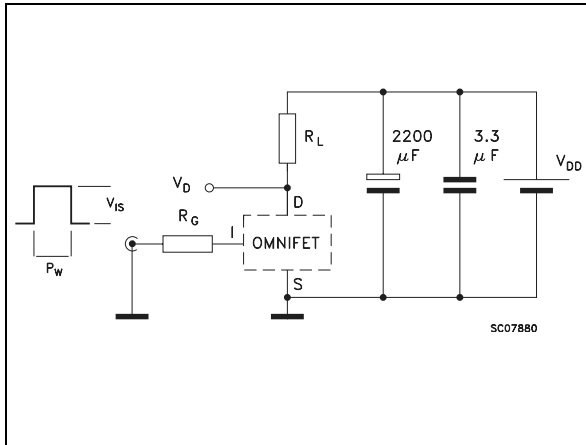 R_L
2200
μF
3.3
μF
V_DD
V_D
D
V_IS
R_G
I
OMNIFET
P_W
S
SC07880